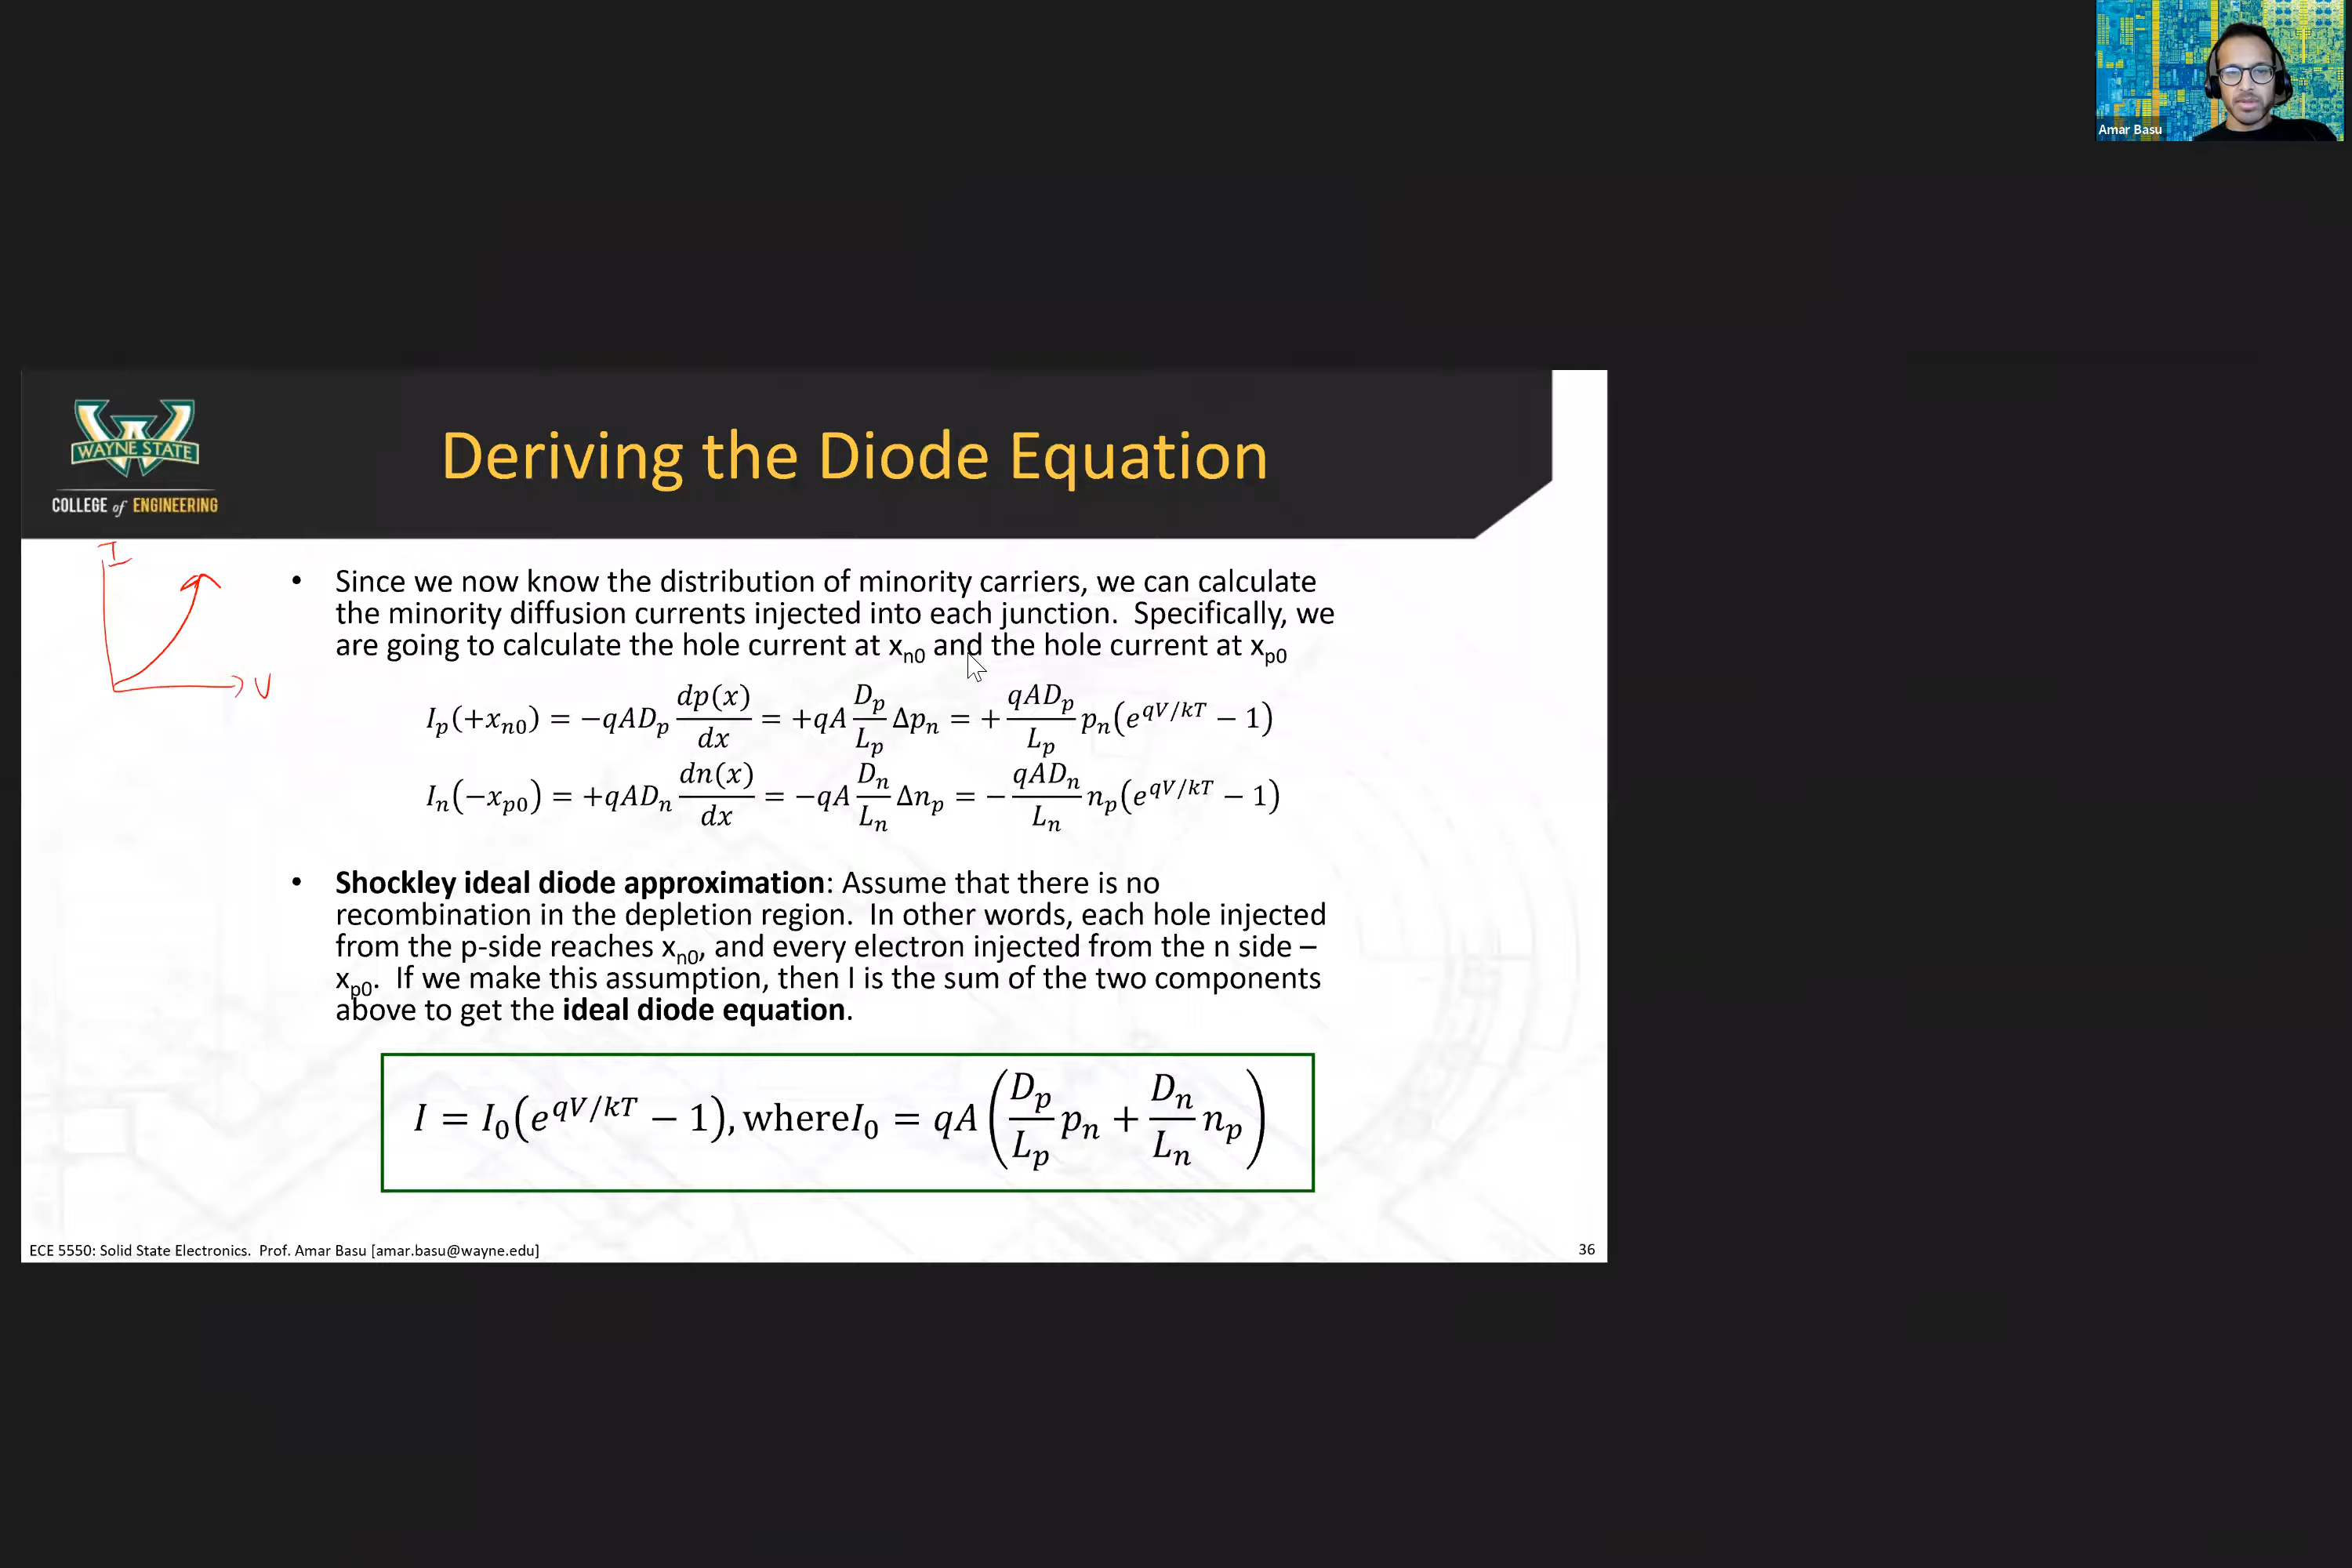 Amar Basu
WAYNE STATE
COLLEGE of ENGINEERING
Deriving the Diode Equation
I
V
• Since we now know the distribution of minority carriers, we can calculate
the minority diffusion currents injected into each junction.  Specifically, we
are going to calculate the hole current at xn0 and the hole current at xp0
Ip(+xn0) = −qADp dp(x)/dx = +qA Dp/Lp Δpn = + qADp/Lp pn(e^qV/kT − 1)
In(−xp0) = +qADn dn(x)/dx = −qA Dn/Ln Δnp = − qADn/Ln np(e^qV/kT − 1)
• Shockley ideal diode approximation: Assume that there is no
recombination in the depletion region.  In other words, each hole injected
from the p-side reaches xn0, and every electron injected from the n side –
xp0.  If we make this assumption, then I is the sum of the two components
above to get the ideal diode equation.
I = I0(e^qV/kT − 1), whereI0 = qA(Dp/Lp pn + Dn/Ln np)
ECE 5550: Solid State Electronics.  Prof. Amar Basu [amar.basu@wayne.edu]
36